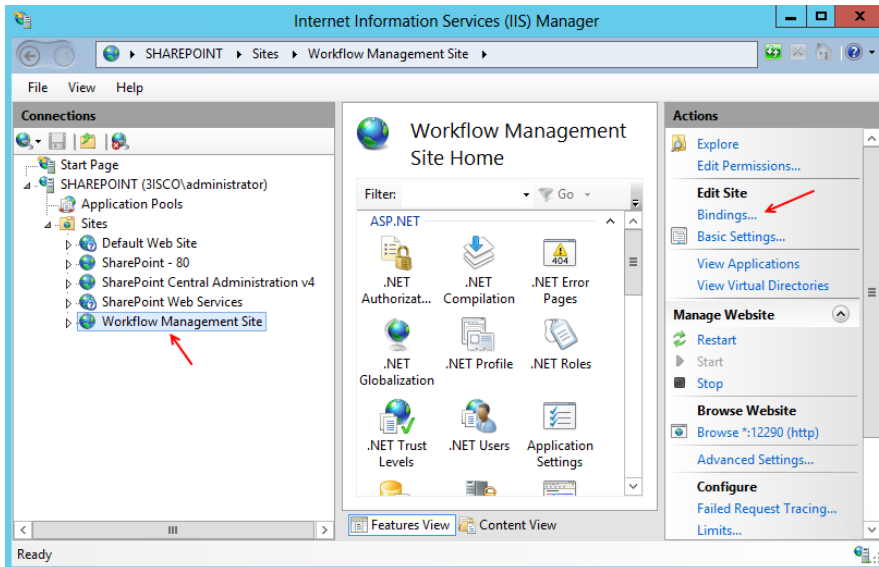 Internet Information Services (IIS) Manager
SHAREPOINT
Sites
Workflow Management Site
File
View
Help
Connections
Start Page
SHAREPOINT (3ISCO\administrator)
Application Pools
Sites
Default Web Site
SharePoint - 80
SharePoint Central Administration v4
SharePoint Web Services
Workflow Management Site
Workflow Management
Site Home
Filter:
Go
ASP.NET
.NET
Authorizat...
.NET
Compilation
404
.NET Error
Pages
.NET
Globalization
.NET Profile
.NET Roles
.NET Trust
Levels
.NET Users
Application
Settings
Features View
Content View
Actions
Explore
Edit Permissions...
Edit Site
Bindings...
Basic Settings...
View Applications
View Virtual Directories
Manage Website
Restart
Start
Stop
Browse Website
Browse *:12290 (http)
Advanced Settings...
Configure
Failed Request Tracing...
Limits...
Ready